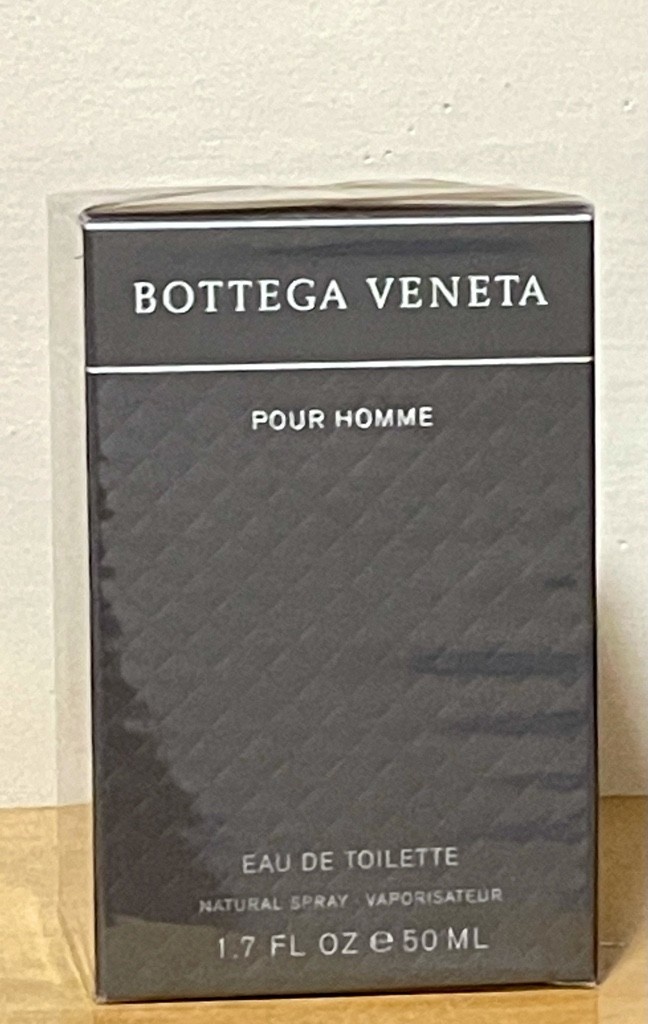 BOTTEGA VENETA
POUR HOMME
EAU DE TOILETTE
NATURAL SPRAY · VAPORISATEUR
1.7 FL OZ ℮ 50 ML